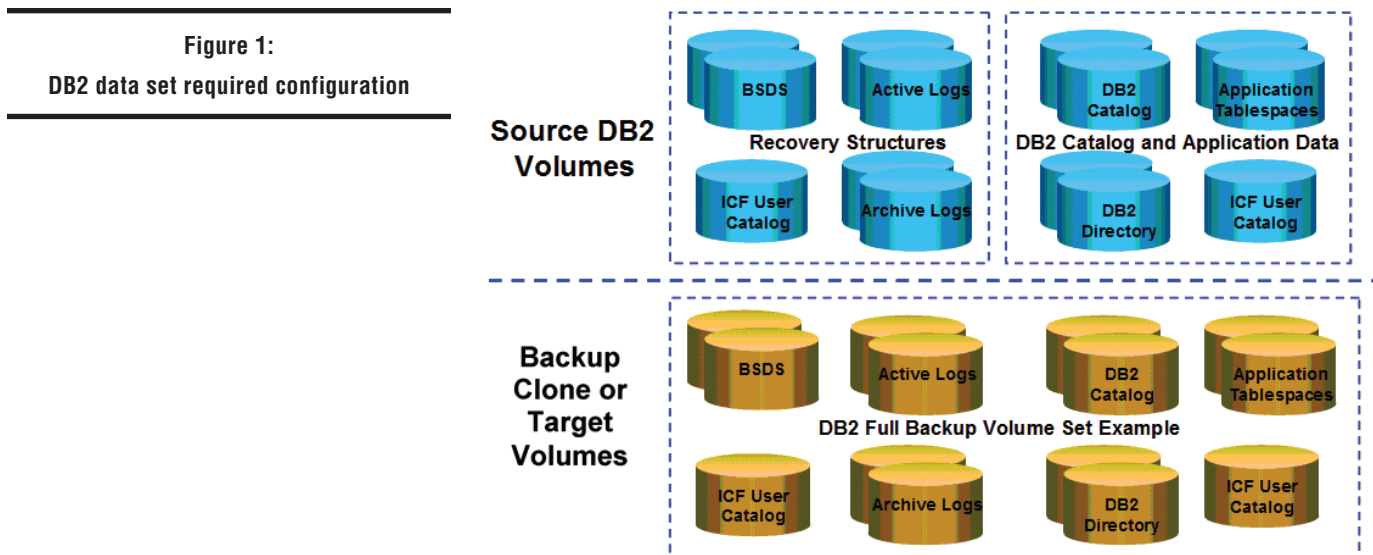 Figure 1:
DB2 data set required configuration
Source DB2
Volumes
BSDS
Active Logs
Recovery Structures
ICF User
Catalog
Archive Logs
DB2
Catalog
Application
Tablespaces
DB2 Catalog and Application Data
DB2
Directory
ICF User
Catalog
Backup
Clone or
Target
Volumes
BSDS
Active Logs
DB2
Catalog
Application
Tablespaces
DB2 Full Backup Volume Set Example
ICF User
Catalog
Archive Logs
DB2
Directory
ICF User
Catalog